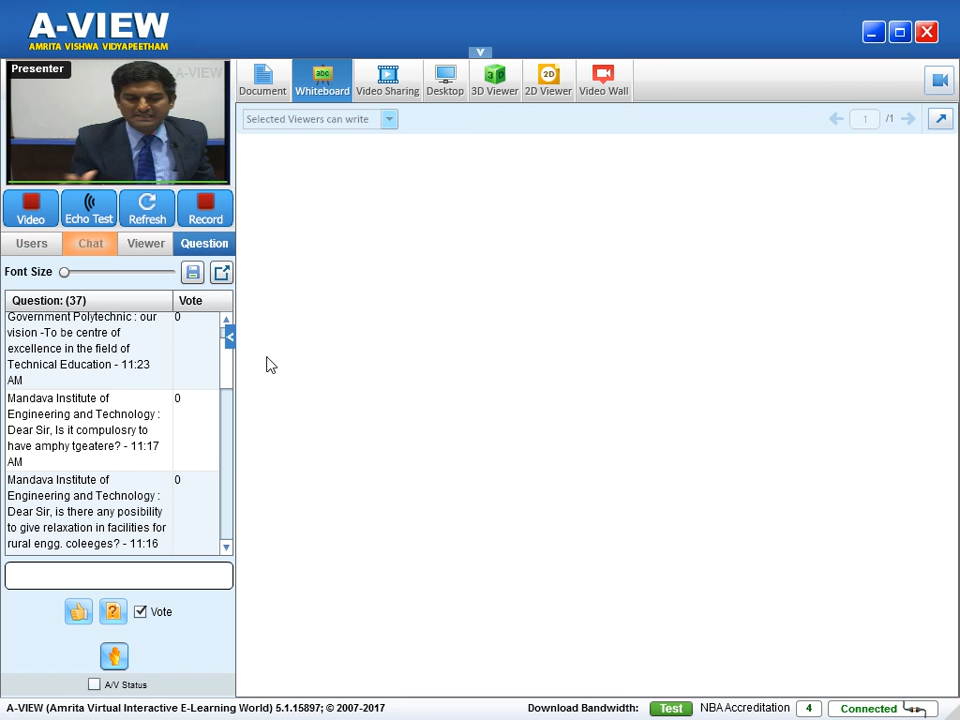 A-VIEW
AMRITA VISHWA VIDYAPEETHAM
Presenter
A-VIEW
Document
Whiteboard
Video Sharing
Desktop
3D Viewer
2D Viewer
Video Wall
Selected Viewers can write
1 /1
Video
Echo Test
Refresh
Record
Users
Chat
Viewer
Question
Font Size
Question: (37) Vote
Government Polytechnic : our 0
vision -To be centre of
excellence in the field of
Technical Education - 11:23
AM
Mandava Institute of 0
Engineering and Technology :
Dear Sir, Is it compulosry to
have amphy tgeatere? - 11:17
AM
Mandava Institute of 0
Engineering and Technology :
Dear Sir, is there any posibility
to give relaxation in facilities for
rural engg. coleeges? - 11:16
Vote
A/V Status
A-VIEW (Amrita Virtual Interactive E-Learning World) 5.1.15897; © 2007-2017
Download Bandwidth: Test NBAAccreditation 4 Connected